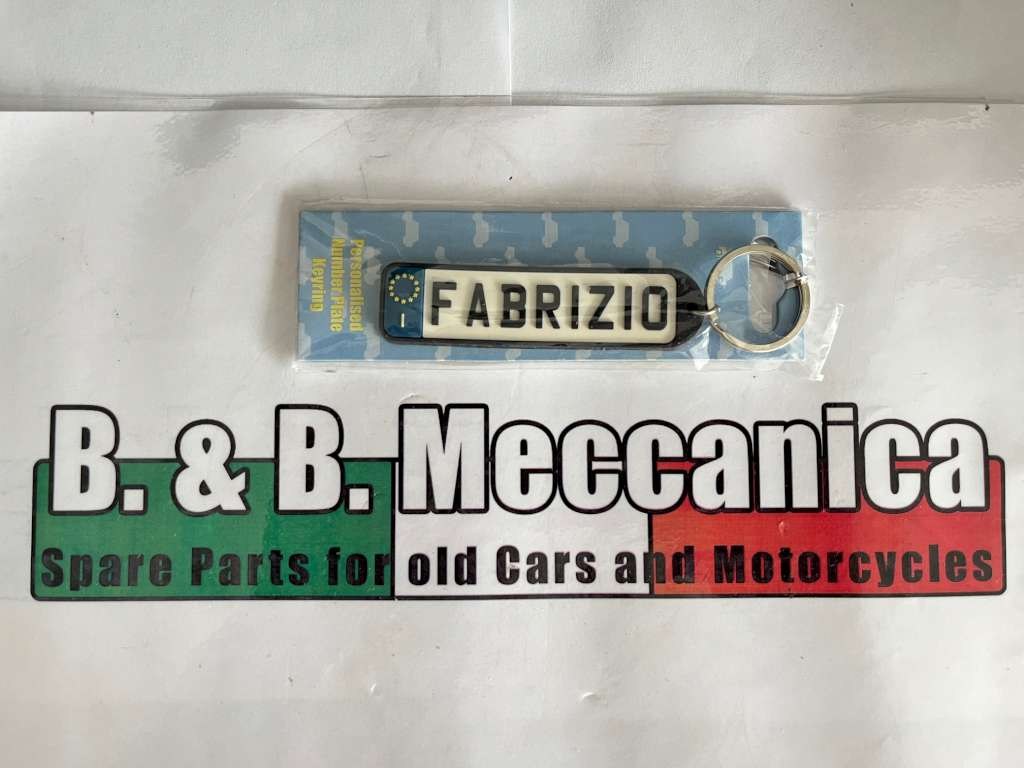 Personalised
Number Plate
Keyring
I
FABRIZIO
B. & B. Meccanica
Spare Parts for old Cars and Motorcycles